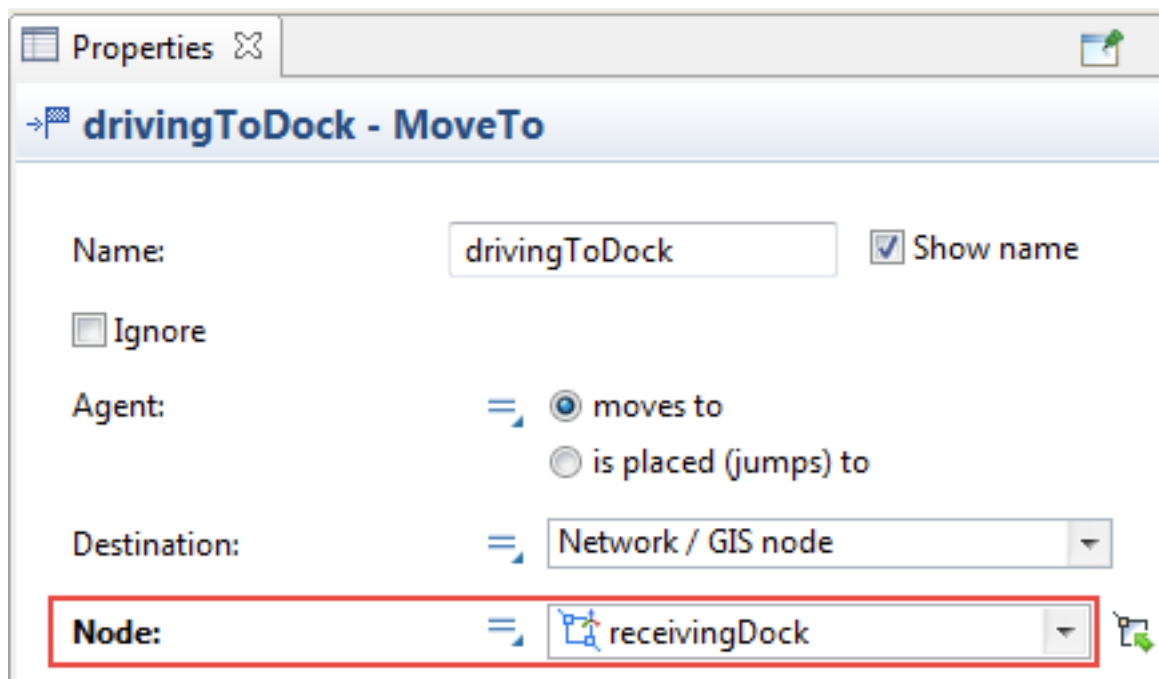 Properties
drivingToDock - MoveTo
Name: drivingToDock Show name
Ignore
Agent: moves to
is placed (jumps) to
Destination: Network / GIS node
Node: receivingDock